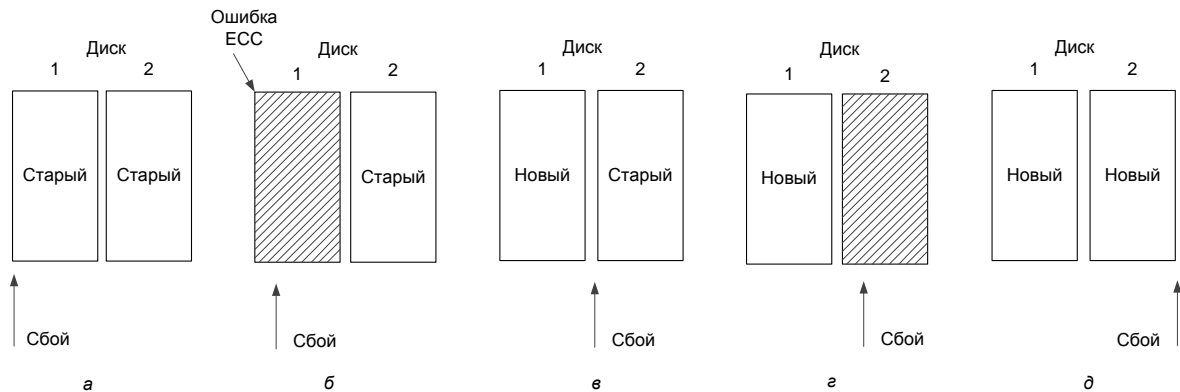 Ошибка
ECC
Диск
1 2
Старый Старый
Сбой
а
Диск
1 2
Старый
Сбой
б
Диск
1 2
Новый Старый
Сбой
в
Диск
1 2
Новый
Сбой
г
Диск
1 2
Новый Новый
Сбой
д